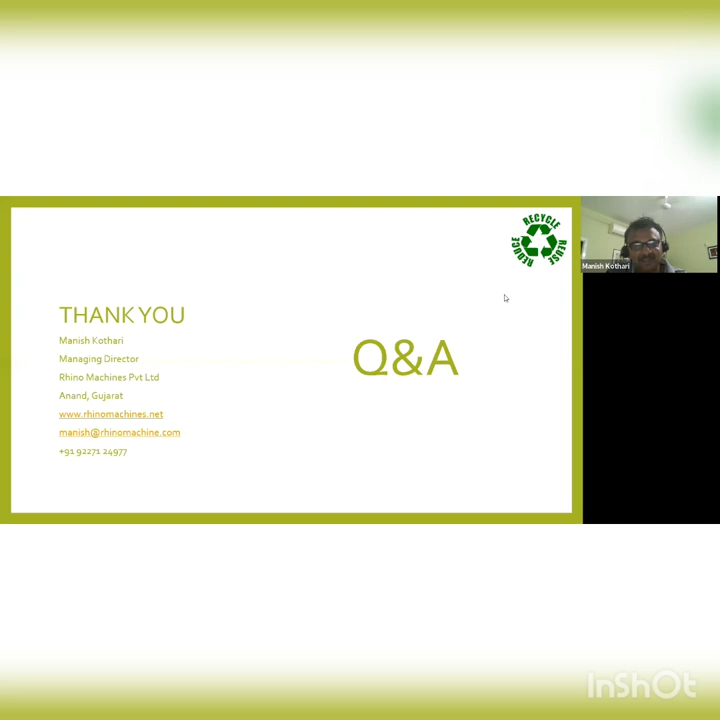 RECYCLE
REUSE
REDUCE
Manish Kothari
THANK YOU
Manish Kothari
Managing Director
Rhino Machines Pvt Ltd
Anand, Gujarat
www.rhinomachines.net
manish@rhinomachine.com
+91 92271 24977
Q&A
InShOt